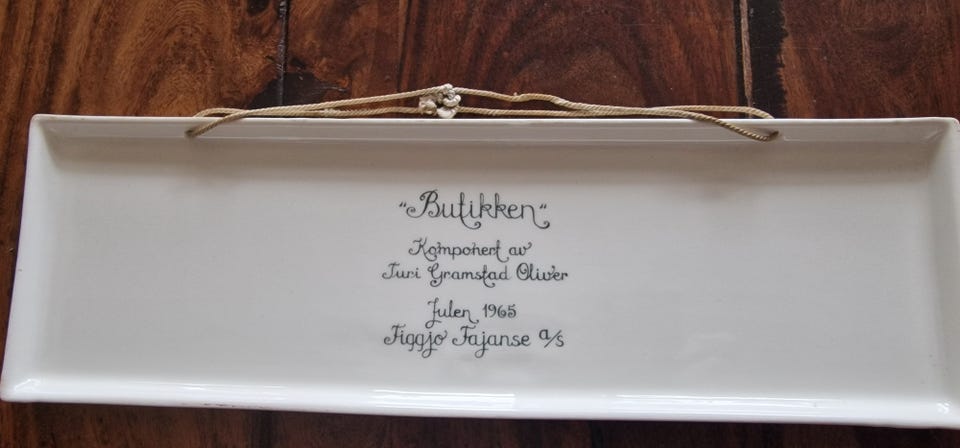 "Butikken"
Komponert av
Turi Gramstad Oliver
Julen 1965
Figgjo Fajanse a/s